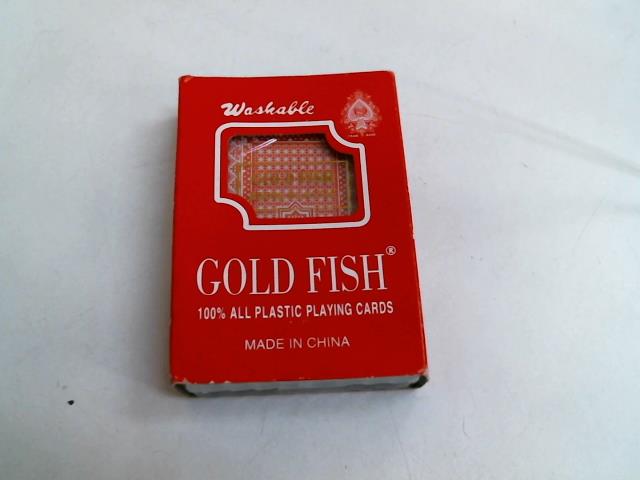 Washable
GOLD FISH®
100% ALL PLASTIC PLAYING CARDS
MADE IN CHINA